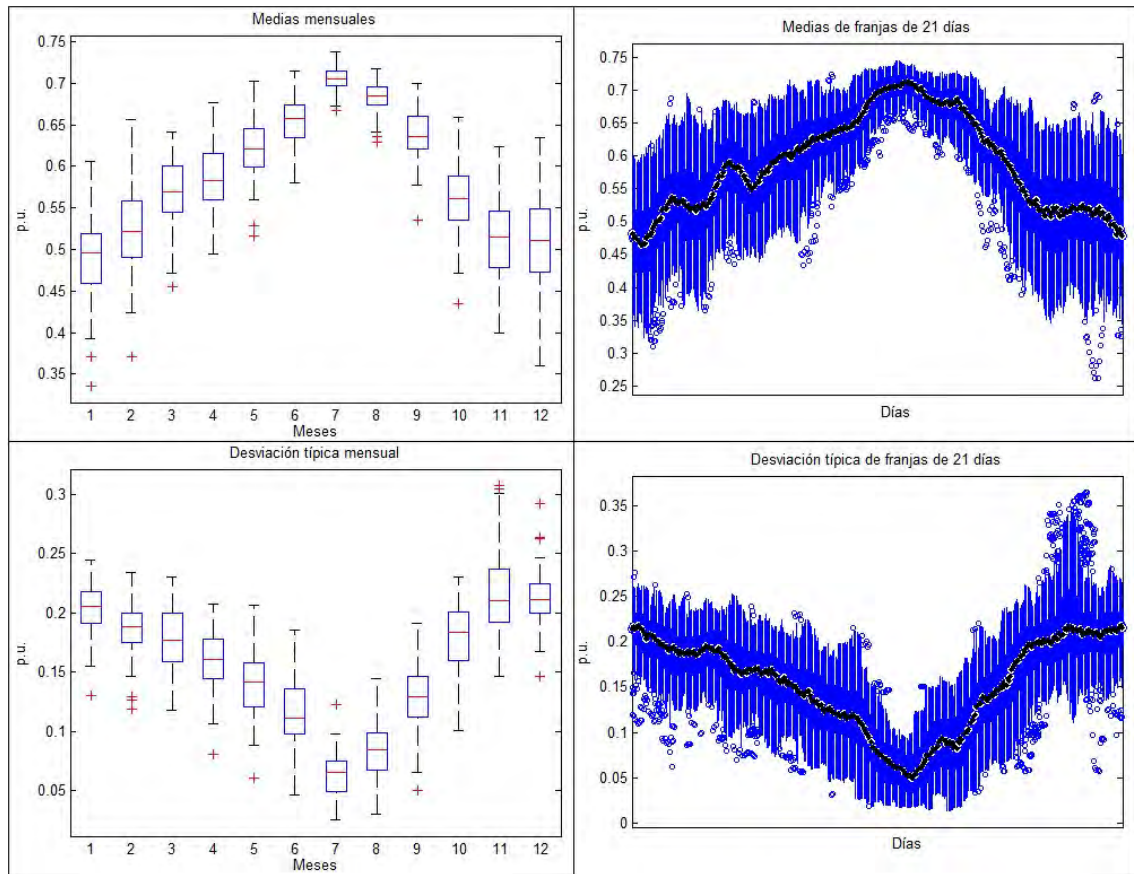 Medias mensuales
0.75
0.7
0.65
0.6
0.55
0.5
0.45
0.4
0.35
p.u.
1 2 3 4 5 6 7 8 9 10 11 12
Meses
Medias de franjas de 21 días
0.75
0.7
0.65
0.6
0.55
0.5
0.45
0.4
0.35
0.3
0.25
p.u.
Días
Desviación típica mensual
0.3
0.25
0.2
0.15
0.1
0.05
p.u.
1 2 3 4 5 6 7 8 9 10 11 12
Meses
Desviación típica de franjas de 21 días
0.35
0.3
0.25
0.2
0.15
0.1
0.05
0
p.u.
Días